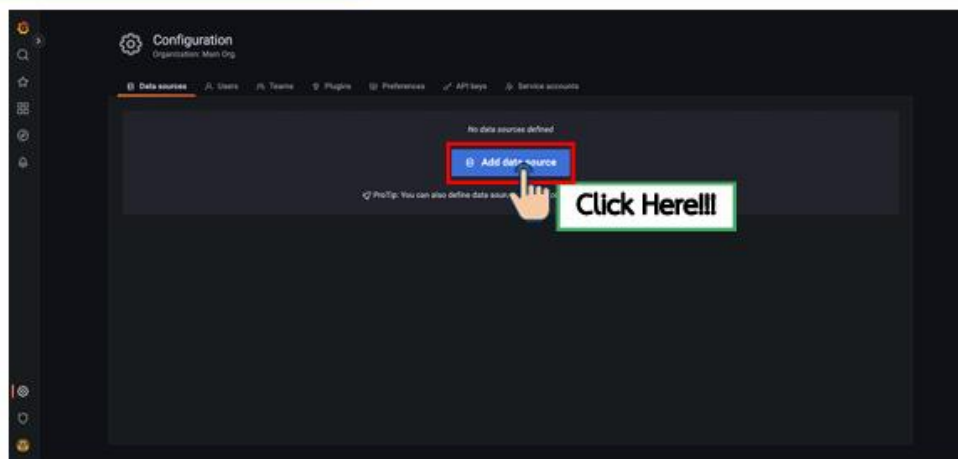 Configuration
Organization: Main Org.
Data sources Users Teams Plugins Preferences API keys Service accounts
No data sources defined
Add data source
ProTip: You can also define data
Click Here!!!